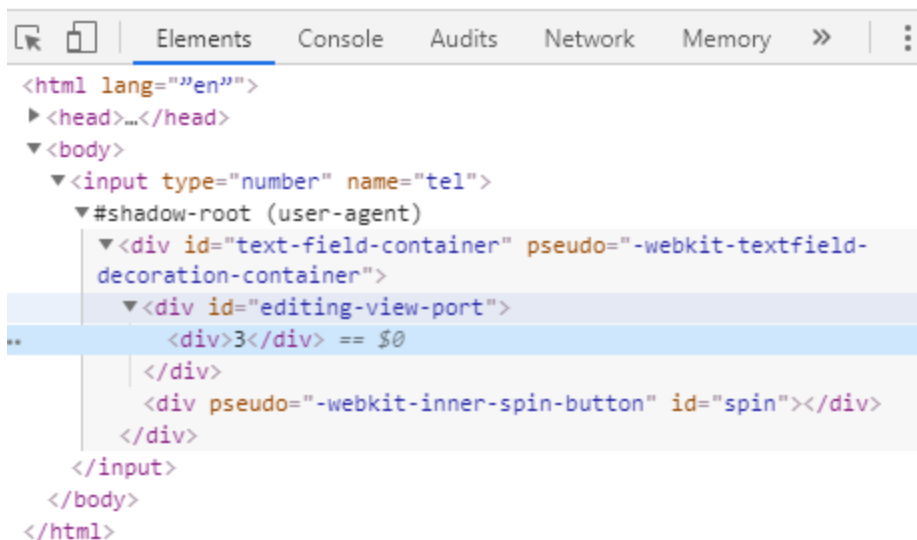 Elements Console Audits Network Memory »
<html lang="”en”">
<head>…</head>
<body>
<input type="number" name="tel">
#shadow-root (user-agent)
<div id="text-field-container" pseudo="-webkit-textfield-
decoration-container">
<div id="editing-view-port">
<div>3</div> == $0
</div>
<div pseudo="-webkit-inner-spin-button" id="spin"></div>
</div>
</input>
</body>
</html>